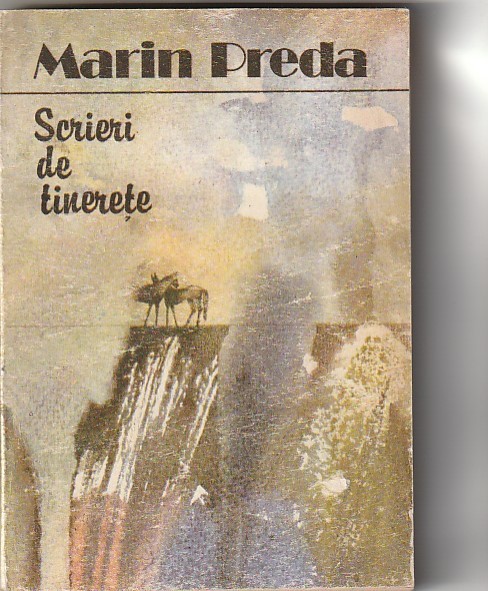 Marin Preda
Scrieri
de
tinerețe